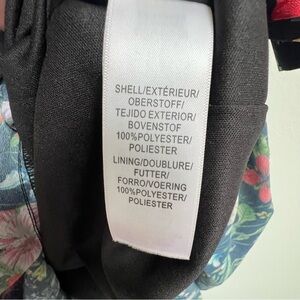 SHELL/EXTÉRIEUR/
OBERSTOFF/
TEJIDO EXTERIOR/
BOVENSTOF
100%POLYESTER/
POLIESTER
LINING/DOUBLURE/
FUTTER/
FORRO/VOERING
100%POLYESTER/
POLIESTER